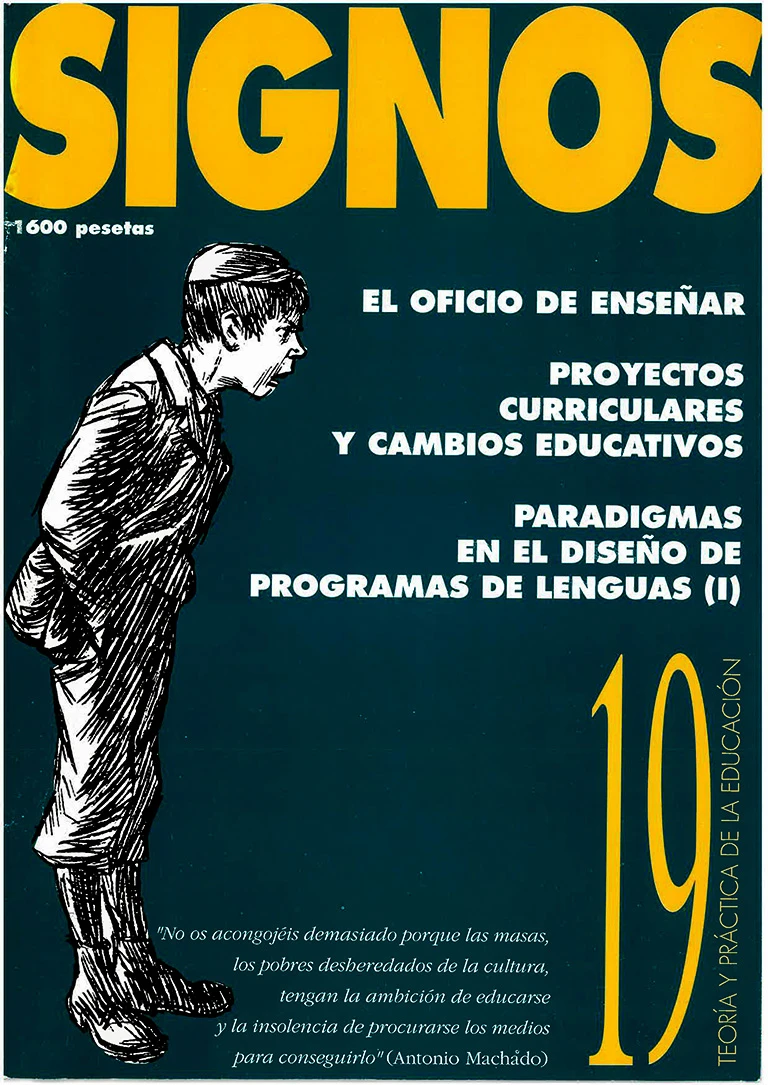 SIGNOS
1600 pesetas
EL OFICIO DE ENSEÑAR
PROYECTOS
CURRICULARES
Y CAMBIOS EDUCATIVOS
PARADIGMAS
EN EL DISEÑO DE
PROGRAMAS DE LENGUAS (I)
19
TEORÍA Y PRÁCTICA DE LA EDUCACIÓN
"No os acongojéis demasiado porque las masas,
los pobres desheredados de la cultura,
tengan la ambición de educarse
y la insolencia de procurarse los medios
para conseguirlo" (Antonio Machado)